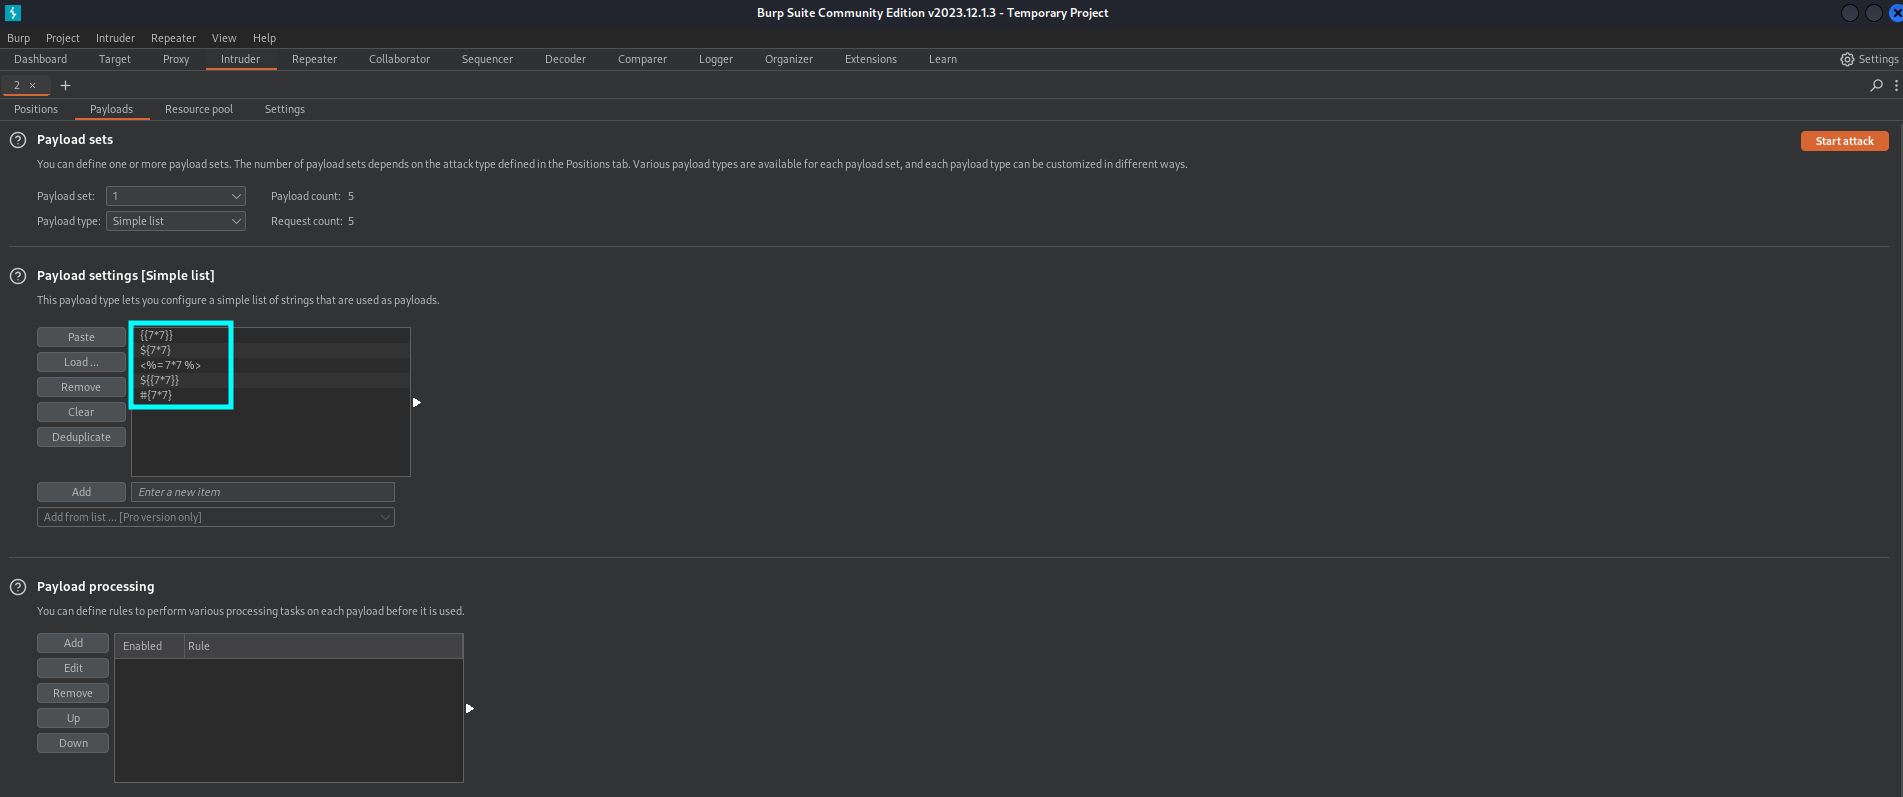 Burp Suite Community Edition v2023.12.1.3 - Temporary Project
Burp Project Intruder Repeater View Help
Dashboard Target Proxy Intruder Repeater Collaborator Sequencer Decoder Comparer Logger Organizer Extensions Learn Settings
2 × +
Positions Payloads Resource pool Settings
? Payload sets
Start attack
You can define one or more payload sets. The number of payload sets depends on the attack type defined in the Positions tab. Various payload types are available for each payload set, and each payload type can be customized in different ways.
Payload set: 1 Payload count: 5
Payload type: Simple list Request count: 5
? Payload settings [Simple list]
This payload type lets you configure a simple list of strings that are used as payloads.
Paste
Load ...
Remove
Clear
Deduplicate
{{7*7}}
${7*7}
<%= 7*7 %>
${{7*7}}
#{7*7}
Add Enter a new item
Add from list ... [Pro version only]
? Payload processing
You can define rules to perform various processing tasks on each payload before it is used.
Add
Edit
Remove
Up
Down
Enabled Rule